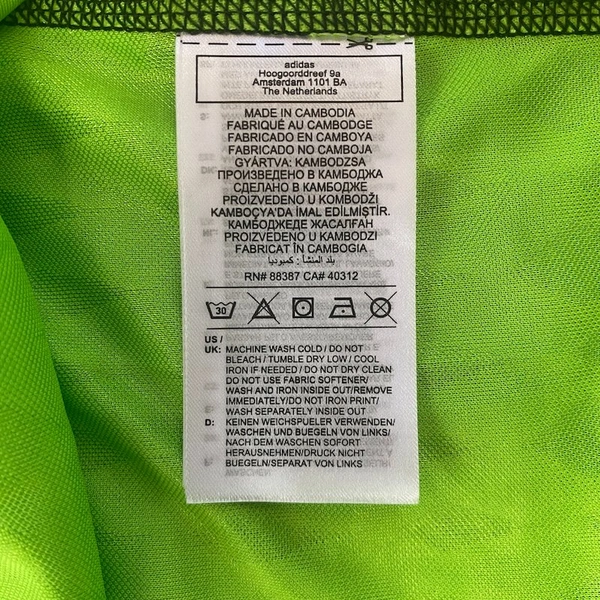 adidas
Hoogoorddreef 9a
Amsterdam 1101 BA
The Netherlands
MADE IN CAMBODIA
FABRIQUÉ AU CAMBODGE
FABRICADO EN CAMBOYA
FABRICADO NO CAMBOJA
GYÁRTVA: KAMBODZSA
ПРОИЗВЕДЕНО В КАМБОДЖА
СДЕЛАНО В КАМБОДЖЕ
PROIZVEDENO U KOMBODŽI
KAMBOÇYA'DA İMAL EDİLMİŞTİR.
КАМБОДЖЕДЕ ЖАСАЛҒАН
PROIZVEDENO U KAMBODZI
FABRICAT ÎN CAMBOGIA
بلد المنشأ : كمبوديا
RN# 88387 CA# 40312
30
US /
UK: MACHINE WASH COLD / DO NOT
BLEACH / TUMBLE DRY LOW / COOL
IRON IF NEEDED / DO NOT DRY CLEAN
DO NOT USE FABRIC SOFTENER/
WASH AND IRON INSIDE OUT/REMOVE
IMMEDIATELY/DO NOT IRON PRINT/
WASH SEPARATELY INSIDE OUT
D: KEINEN WEICHSPUELER VERWENDEN/
WASCHEN UND BUEGELN VON LINKS/
NACH DEM WASCHEN SOFORT
HERAUSNEHMEN/DRUCK NICHT
BUEGELN/SEPARAT VON LINKS